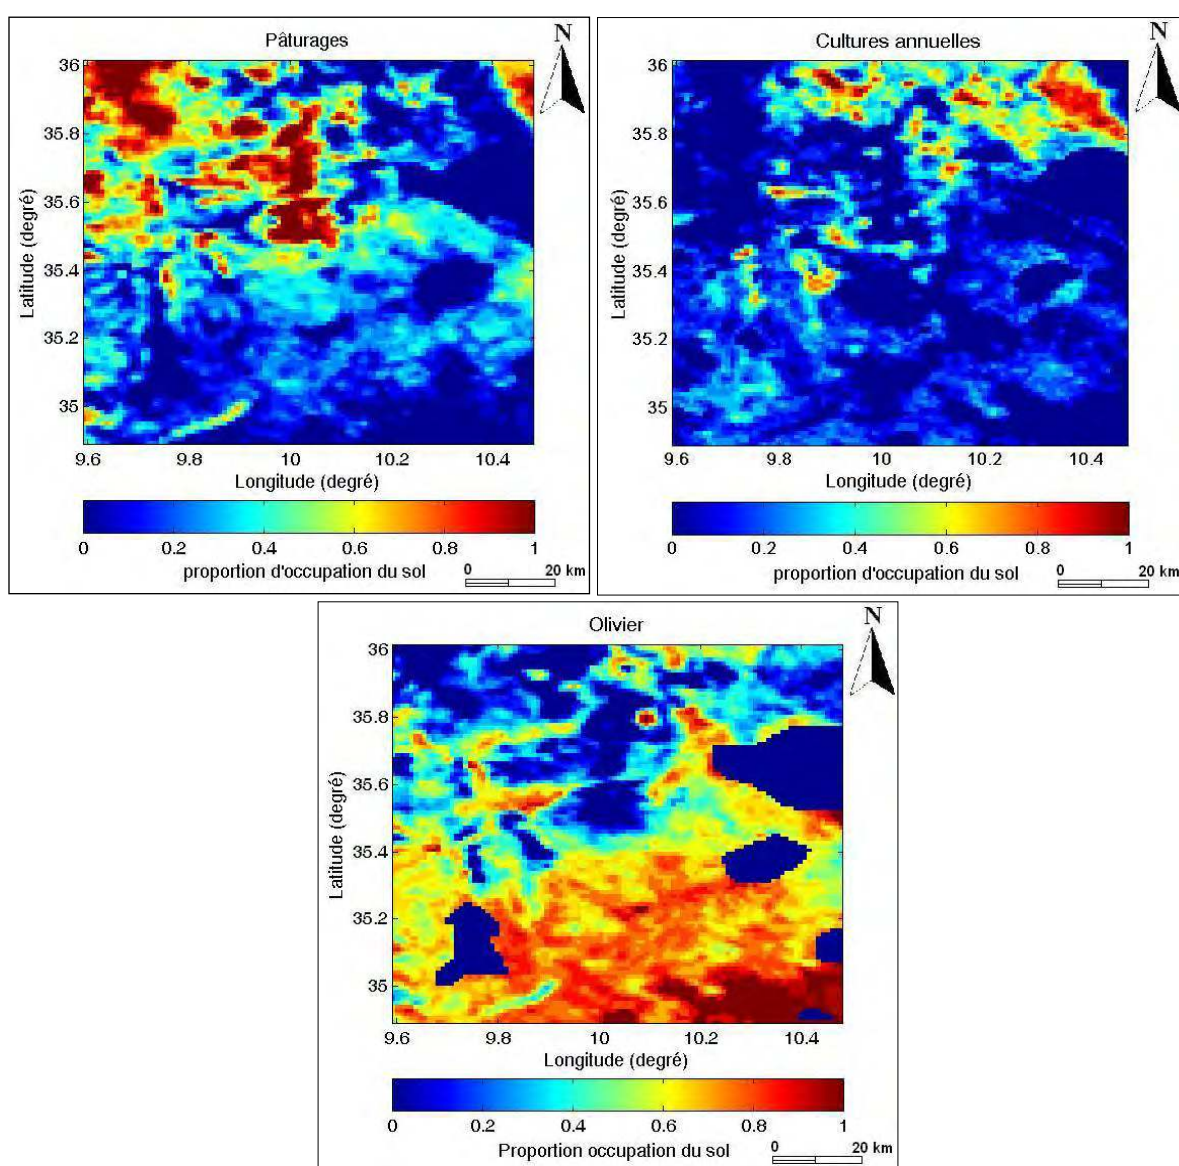 Pâturages
N
36
35.8
35.6
35.4
35.2
35
Latitude (degré)
9.6 9.8 10 10.2 10.4
Longitude (degré)
0 0.2 0.4 0.6 0.8 1
proportion d'occupation du sol
0 20 km
Cultures annuelles
N
36
35.8
35.6
35.4
35.2
35
Latitude (degré)
9.6 9.8 10 10.2 10.4
Longitude (degré)
0 0.2 0.4 0.6 0.8 1
proportion d'occupation du sol
0 20 km
Olivier
N
36
35.8
35.6
35.4
35.2
35
Latitude (degré)
9.6 9.8 10 10.2 10.4
Longitude (degré)
0 0.2 0.4 0.6 0.8 1
Proportion occupation du sol
0 20 km